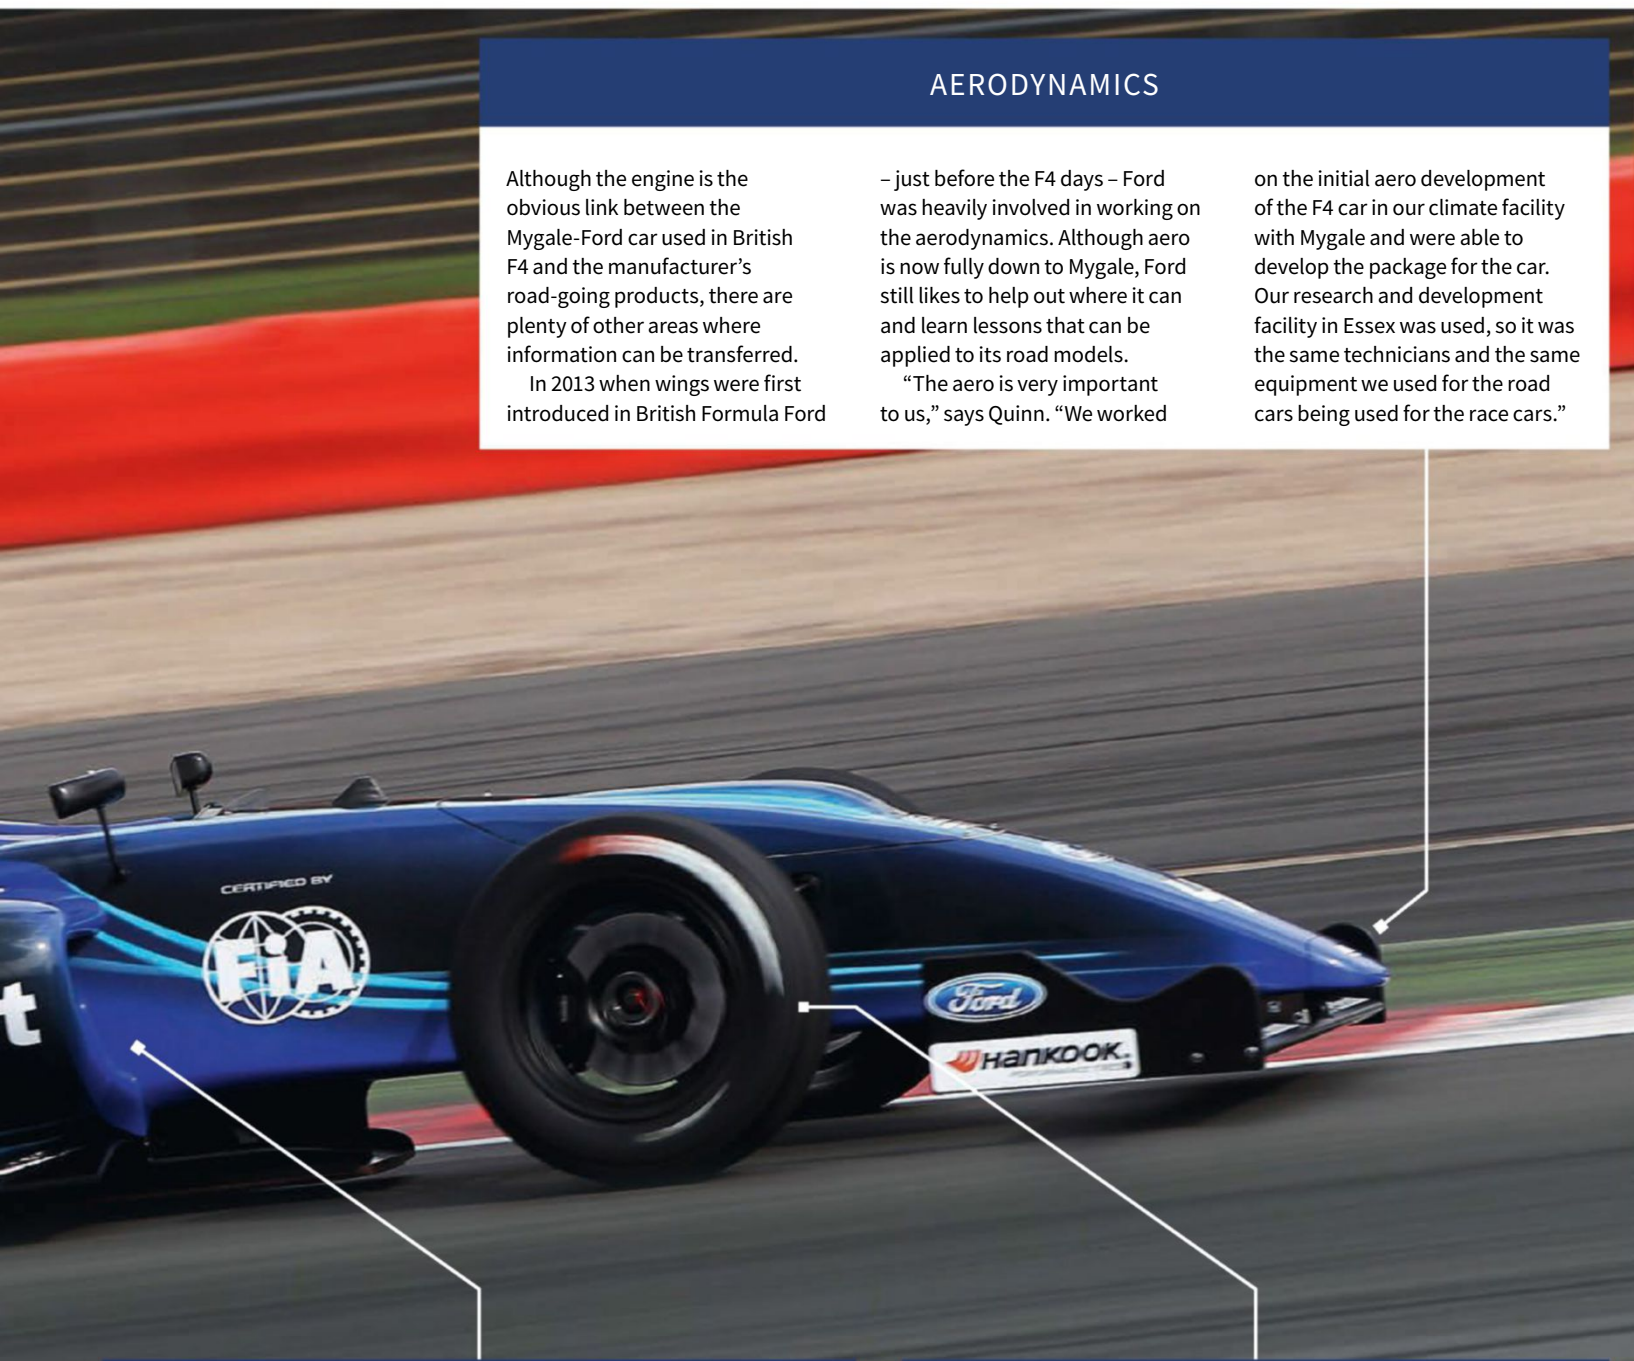 AERODYNAMICS
Although the engine is the
obvious link between the
Mygale-Ford car used in British
F4 and the manufacturer’s
road-going products, there are
plenty of other areas where
information can be transferred.
In 2013 when wings were first
introduced in British Formula Ford
– just before the F4 days – Ford
was heavily involved in working on
the aerodynamics. Although aero
is now fully down to Mygale, Ford
still likes to help out where it can
and learn lessons that can be
applied to its road models.
“The aero is very important
to us,” says Quinn. “We worked
on the initial aero development
of the F4 car in our climate facility
with Mygale and were able to
develop the package for the car.
Our research and development
facility in Essex was used, so it was
the same technicians and the same
equipment we used for the road
cars being used for the race cars.”
CERTIFIED BY
FiA
t
Ford
HANKOOK